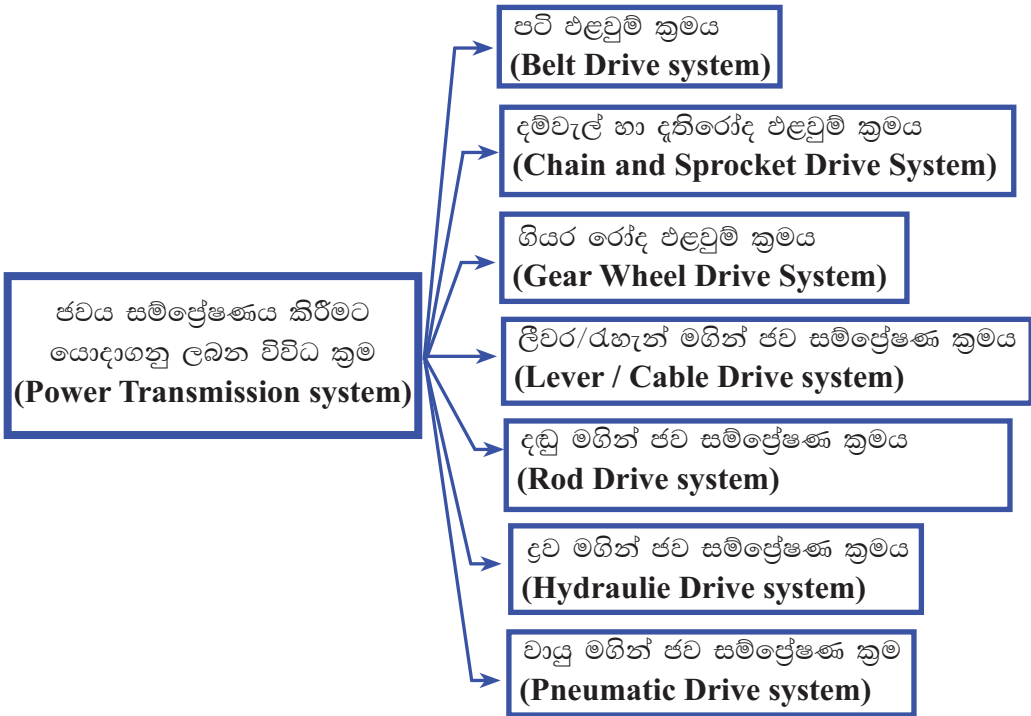 පටි එළවුම් ක්‍රමය
(Belt Drive system)
දම්වැල් හා දැතිරෝද එළවුම් ක්‍රමය
(Chain and Sprocket Drive System)
ගියර රෝද එළවුම් ක්‍රමය
(Gear Wheel Drive System)
ජවය සම්ප්‍රේෂණය කිරීමට
යොදාගනු ලබන විවිධ ක්‍රම
(Power Transmission system)
ලීවර/රැහැන් මගින් ජව සම්ප්‍රේෂණ ක්‍රමය
(Lever / Cable Drive system)
දඬු මගින් ජව සම්ප්‍රේෂණ ක්‍රමය
(Rod Drive system)
ද්‍රව මගින් ජව සම්ප්‍රේෂණ ක්‍රමය
(Hydraulie Drive system)
වායු මගින් ජව සම්ප්‍රේෂණ ක්‍රම
(Pneumatic Drive system)